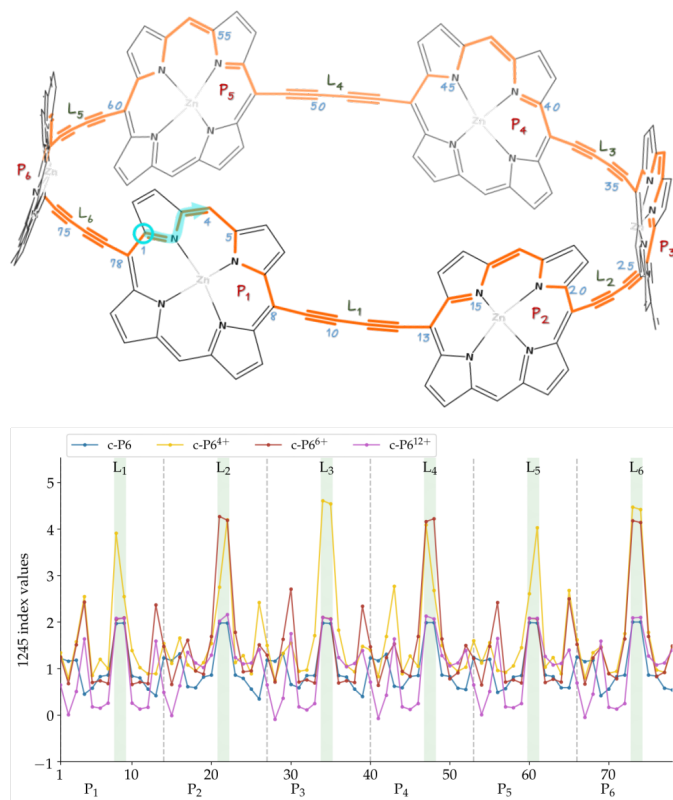 55
N N
L₄
45 N N
L₅ 60 P₅ 50 40
Zn Zn P₄
L₃
N N N N
P₆ Zn 35
L₆
75 1 N 4 5
78 N
Zn P₁ L₂ 25 P₃
15 N N 20
L₁
N N 8 10 13 Zn P₂
N N
c-P6 c-P6⁴⁺ c-P6⁶⁺ c-P6¹²⁺
L₁ L₂ L₃ L₄ L₅ L₆
5
4
3
2
1
0
−1
1245 index values
1 10 20 30 40 50 60 70
P₁ P₂ P₃ P₄ P₅ P₆